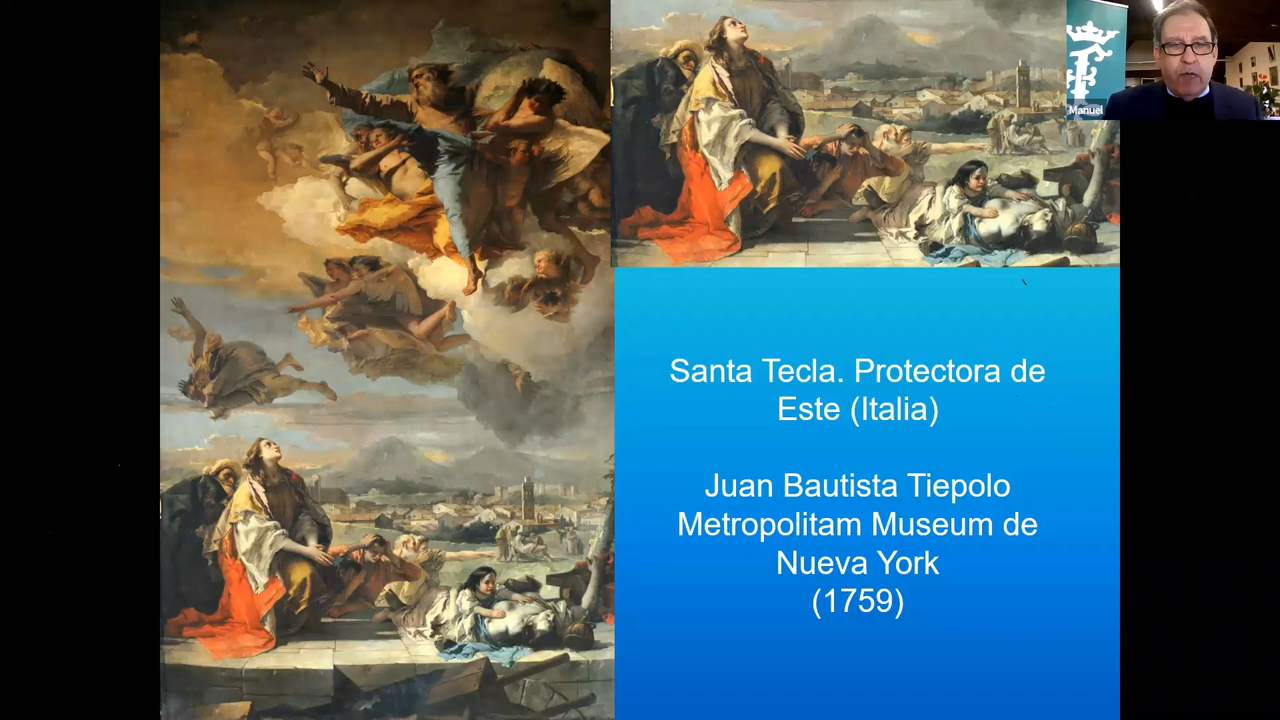 Manuel
Santa Tecla. Protectora de
Este (Italia)
Juan Bautista Tiepolo
Metropolitam Museum de
Nueva York
(1759)